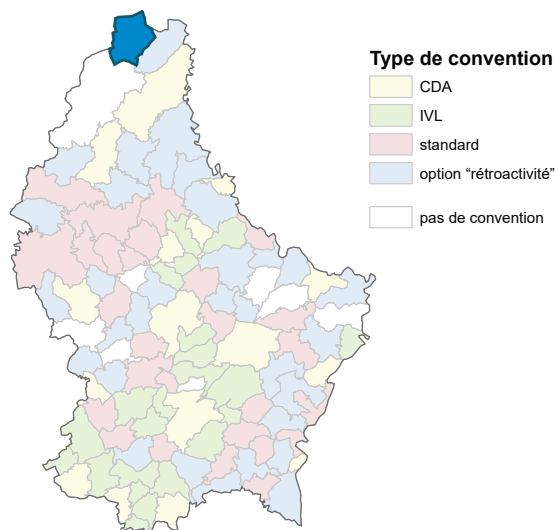 Type de convention
CDA
IVL
standard
option “rétroactivité”
pas de convention